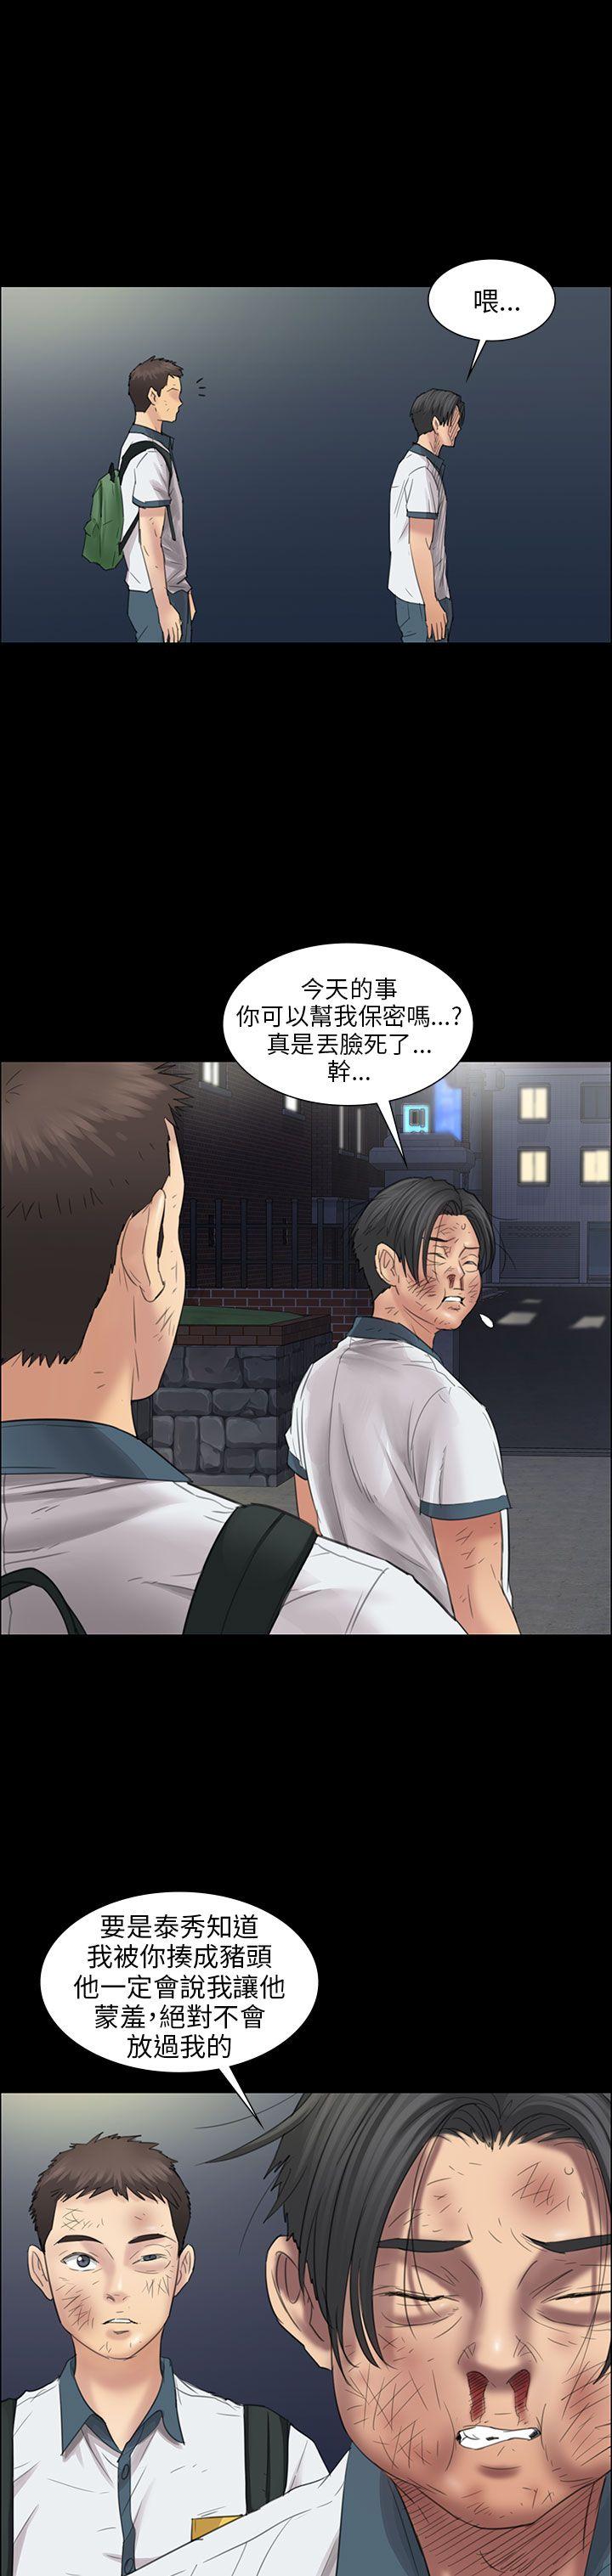 喂...
今天的事
你可以幫我保密嗎...?
真是丟臉死了...
幹...
要是泰秀知道
我被你揍成豬頭
他一定會說我讓他
蒙羞,絕對不會
放過我的